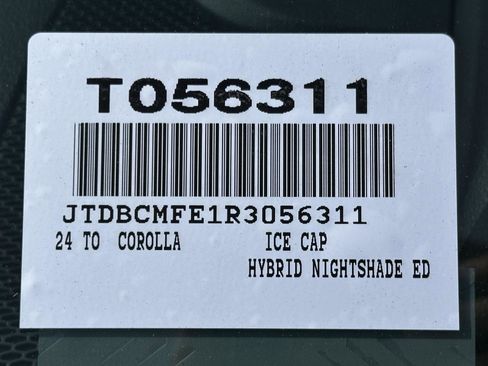 T056311
JTDBCMFE1R3056311
24 TO COROLLA ICE CAP
HYBRID NIGHTSHADE ED